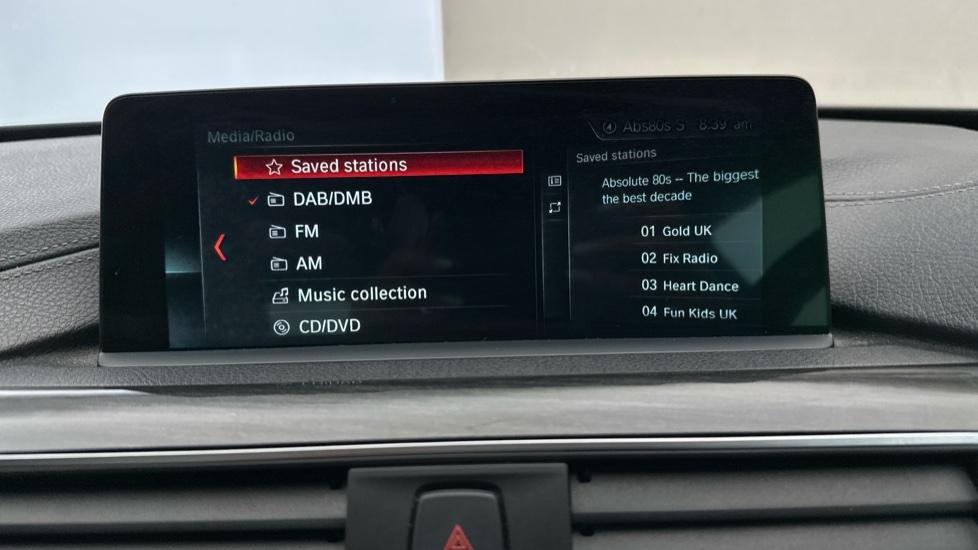 Media/Radio
Abs80s S 8:39 am
Saved stations
DAB/DMB
FM
AM
Music collection
CD/DVD
Saved stations
Absolute 80s -- The biggest
the best decade
01 Gold UK
02 Fix Radio
03 Heart Dance
04 Fun Kids UK